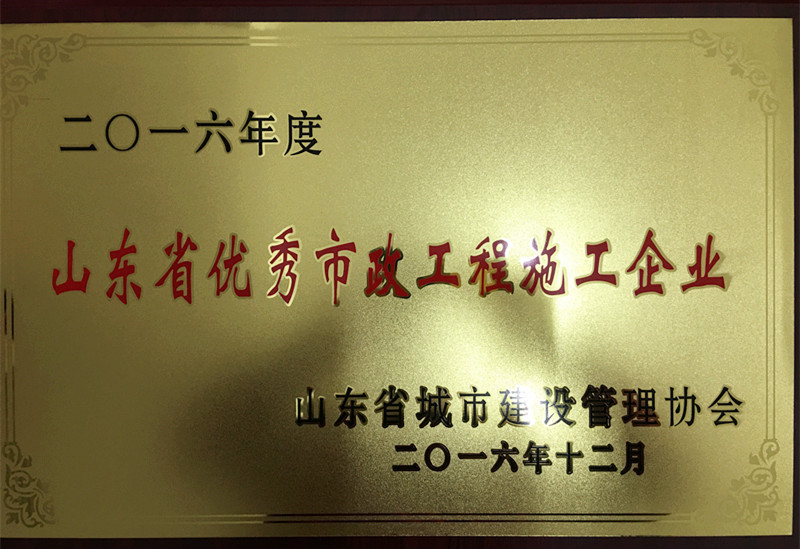 二〇一六年度
山东省优秀市政工程施工企业
山东省城市建设管理协会
二〇一六年十二月